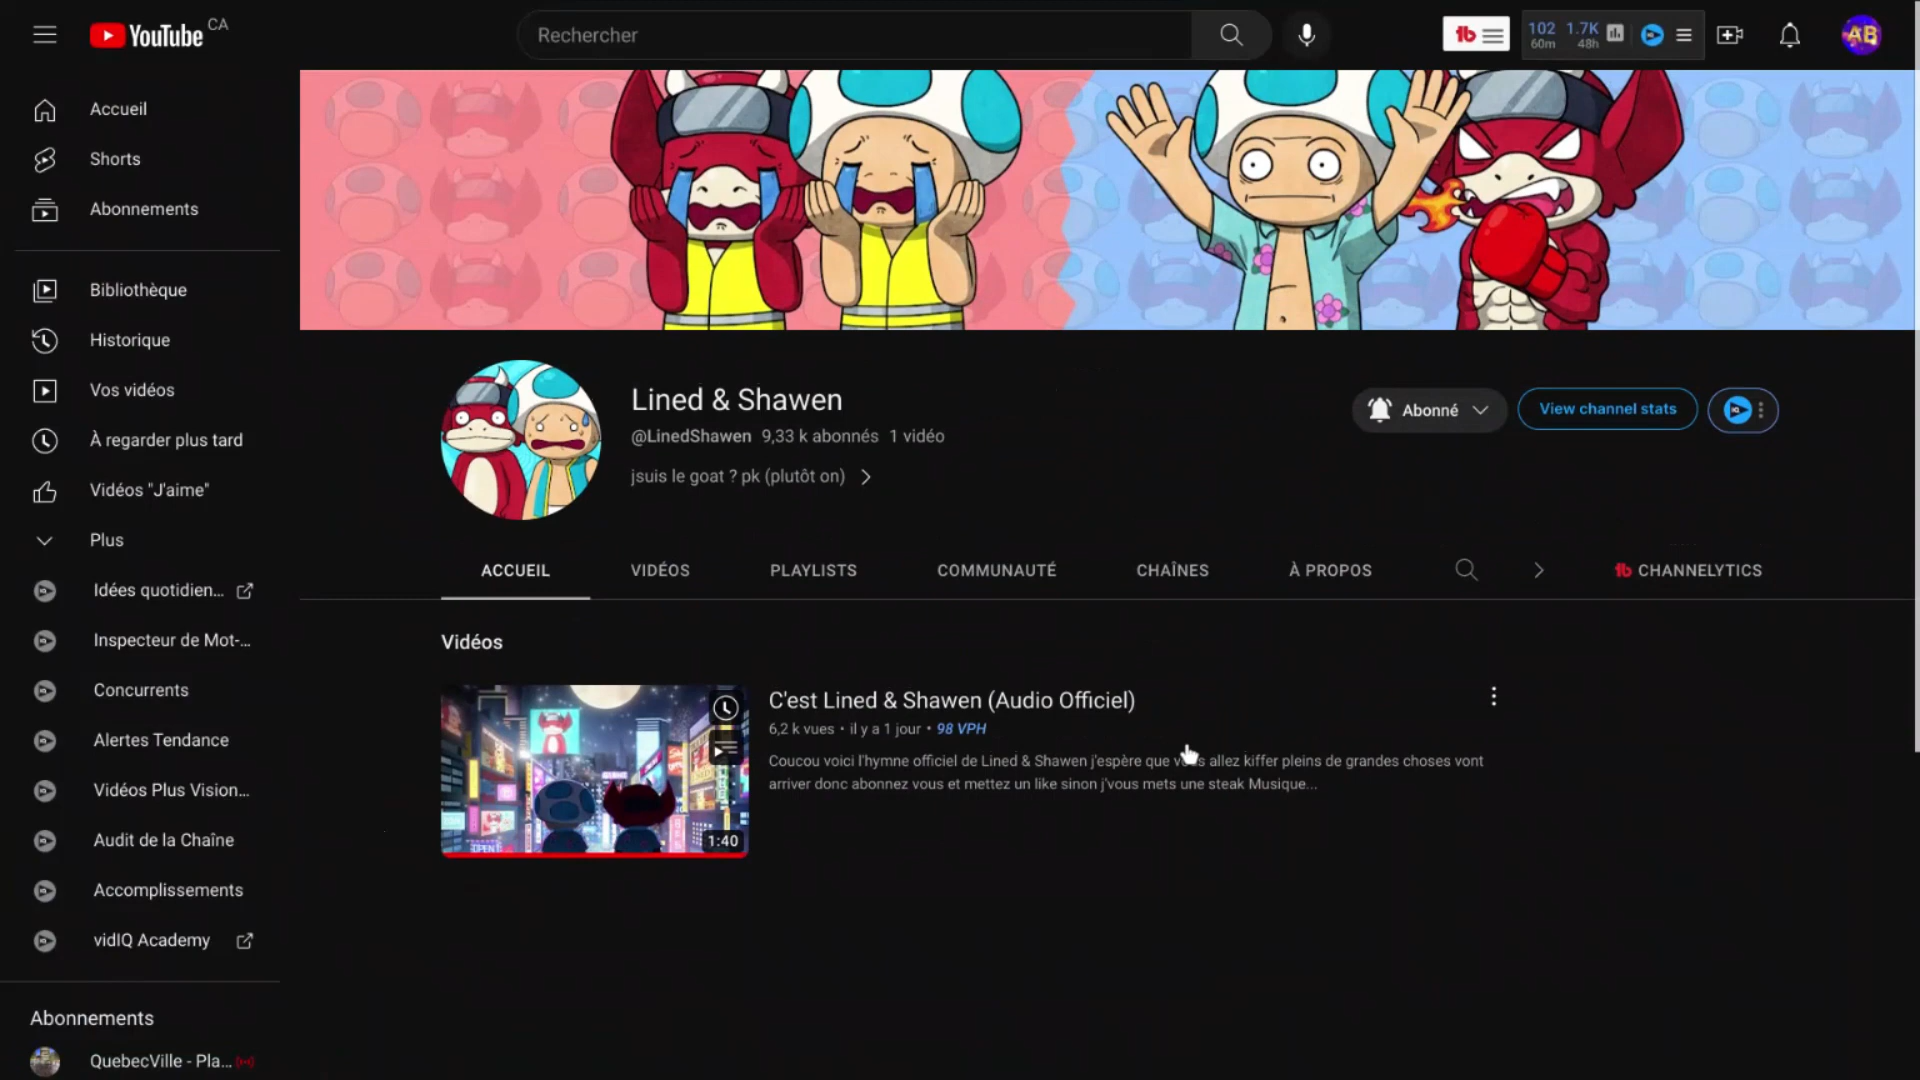 YouTube CA
Rechercher
102 1.7K
60m 48h
AB
Accueil
Shorts
Abonnements
Bibliothèque
Historique
Vos vidéos
À regarder plus tard
Vidéos "J'aime"
Plus
Idées quotidien...
Inspecteur de Mot-...
Concurrents
Alertes Tendance
Vidéos Plus Vision...
Audit de la Chaîne
Accomplissements
vidIQ Academy
Abonnements
QuebecVille - Pla...
Lined & Shawen
@LinedShawen 9,33 k abonnés 1 vidéo
jsuis le goat ? pk (plutôt on)
Abonné
View channel stats
ACCUEIL VIDÉOS PLAYLISTS COMMUNAUTÉ CHAÎNES À PROPOS CHANNELYTICS
Vidéos
1:40
C'est Lined & Shawen (Audio Officiel)
6,2 k vues • il y a 1 jour • 98 VPH
Coucou voici l'hymne officiel de Lined & Shawen j'espère que vous allez kiffer pleins de grandes choses vont
arriver donc abonnez vous et mettez un like sinon j'vous mets une steak Musique...